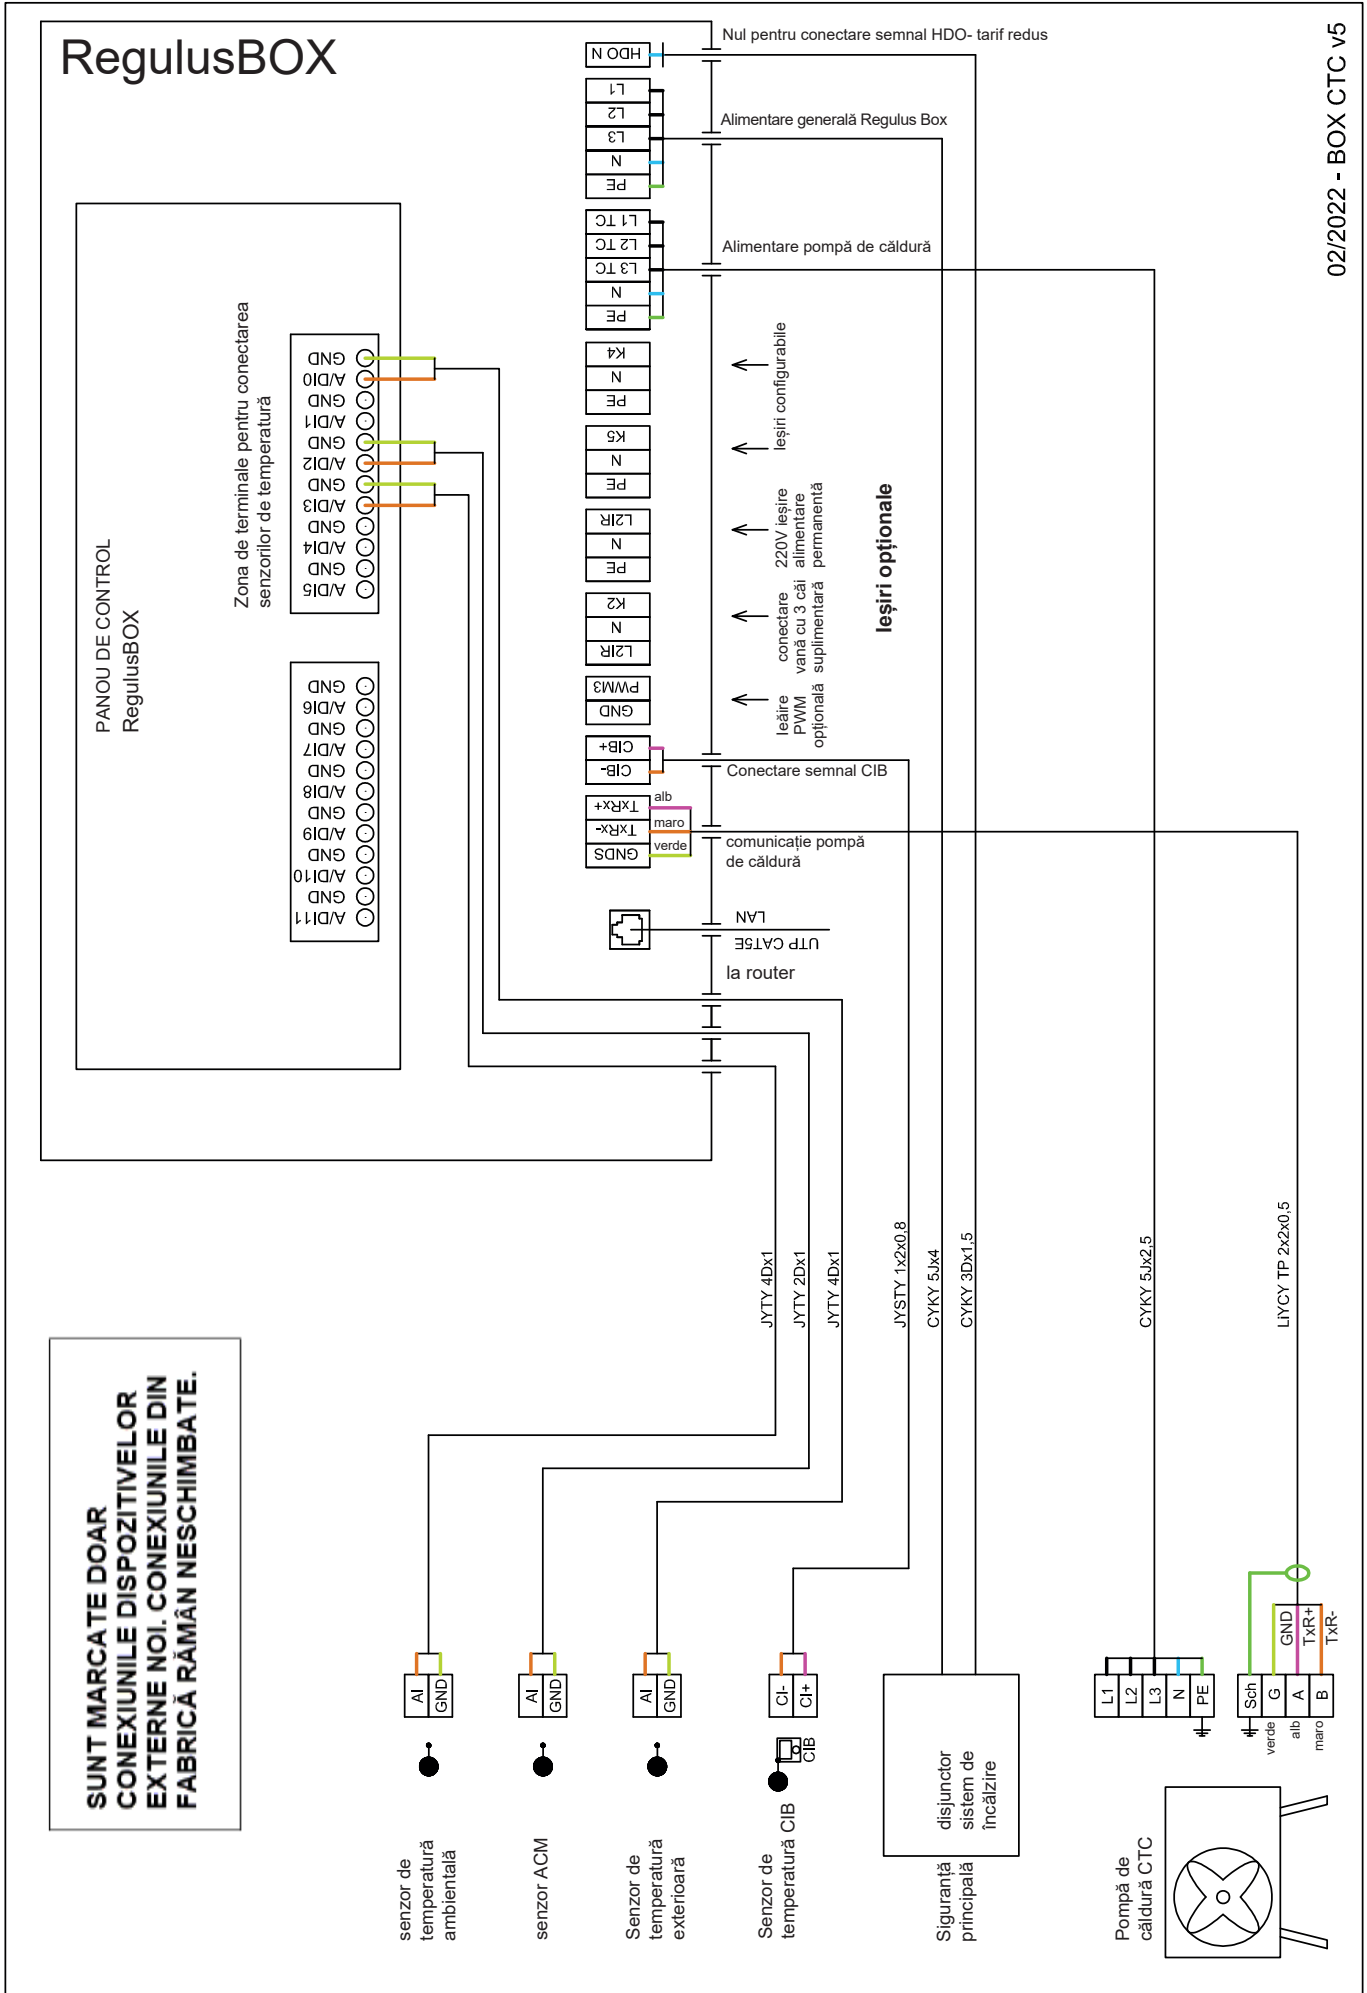 RegulusBOX
02/2022 - BOX CTC v5
Nul pentru conectare semnal HDO- tarif redus
HDO N
L1
L2
L3
N
PE
Alimentare generală Regulus Box
L1 TC
L2 TC
L3 TC
N
PE
Alimentare pompă de căldură
K4
N
PE
K5
N
PE
Ieșiri configurabile
L2IR
N
PE
220V ieșire
alimentare
permanentă
K2
N
L2IR
conectare
vană cu 3 căi
suplimentară
PWM3
GND
Ieăire
PWM
opțională
Ieșiri opționale
CIB+
CIB-
Conectare semnal CIB
TxRx+
TxRx-
GNDS
alb
maro
verde
comunicație pompă
de căldură
LAN
UTP CAT5E
la router
PANOU DE CONTROL
RegulusBOX
Zona de terminale pentru conectarea
senzorilor de temperatură
GND
A/DI0
GND
A/DI1
GND
A/DI2
GND
A/DI3
GND
A/DI4
GND
A/DI5
GND
A/DI6
GND
A/DI7
GND
A/DI8
GND
A/DI9
GND
A/DI10
GND
A/DI11
JYTY 4Dx1
JYTY 2Dx1
JYTY 4Dx1
JYSTY 1x2x0,8
CYKY 5Jx4
CYKY 3Dx1,5
CYKY 5Jx2,5
LiYCY TP 2x2x0,5
SUNT MARCATE DOAR
CONEXIUNILE DISPOZITIVELOR
EXTERNE NOI. CONEXIUNILE DIN
FABRICĂ RĂMÂN NESCHIMBATE.
AI
GND
senzor de
temperatură
ambientală
AI
GND
senzor ACM
AI
GND
Senzor de
temperatură
exterioară
CI-
CI+
CIB
Senzor de
temperatură CIB
disjunctor
sistem de
încălzire
Siguranță
principală
L1
L2
L3
N
PE
GND
TxR+
TxR-
Sch
G
A
B
verde
alb
maro
Pompă de
căldură CTC